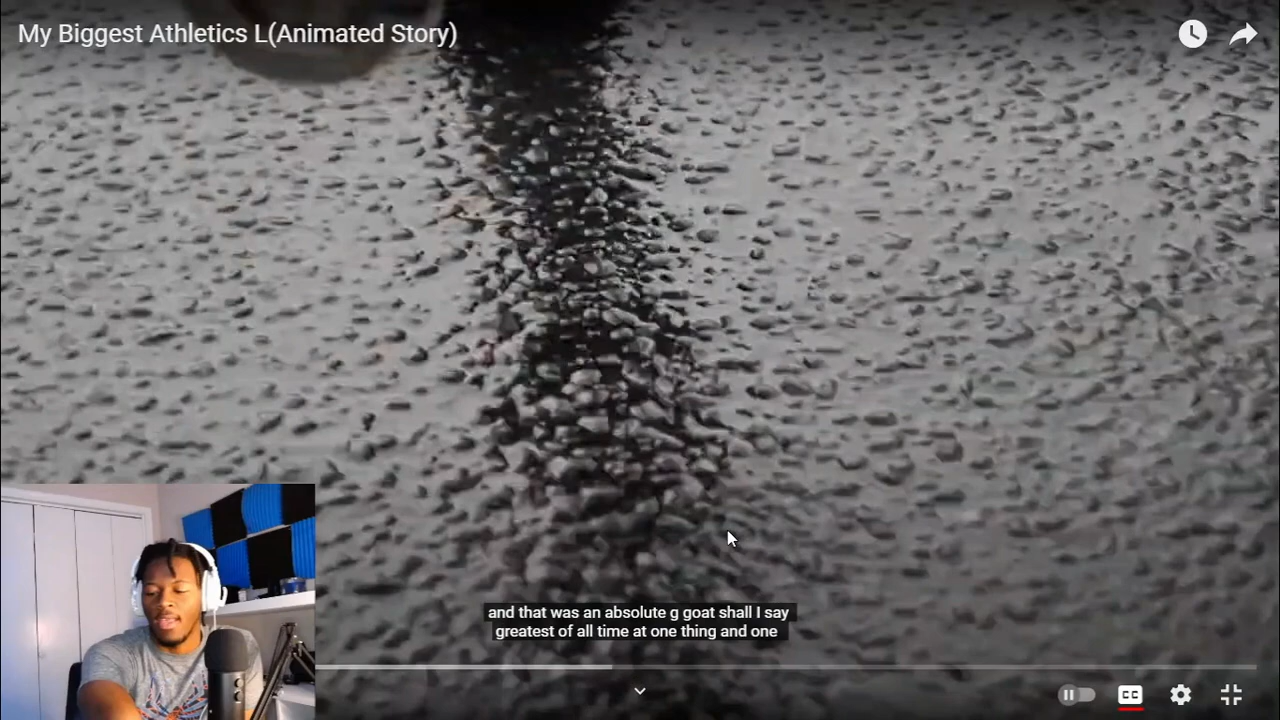 My Biggest Athletics L(Animated Story)
and that was an absolute g goat shall I say
greatest of all time at one thing and one
CC